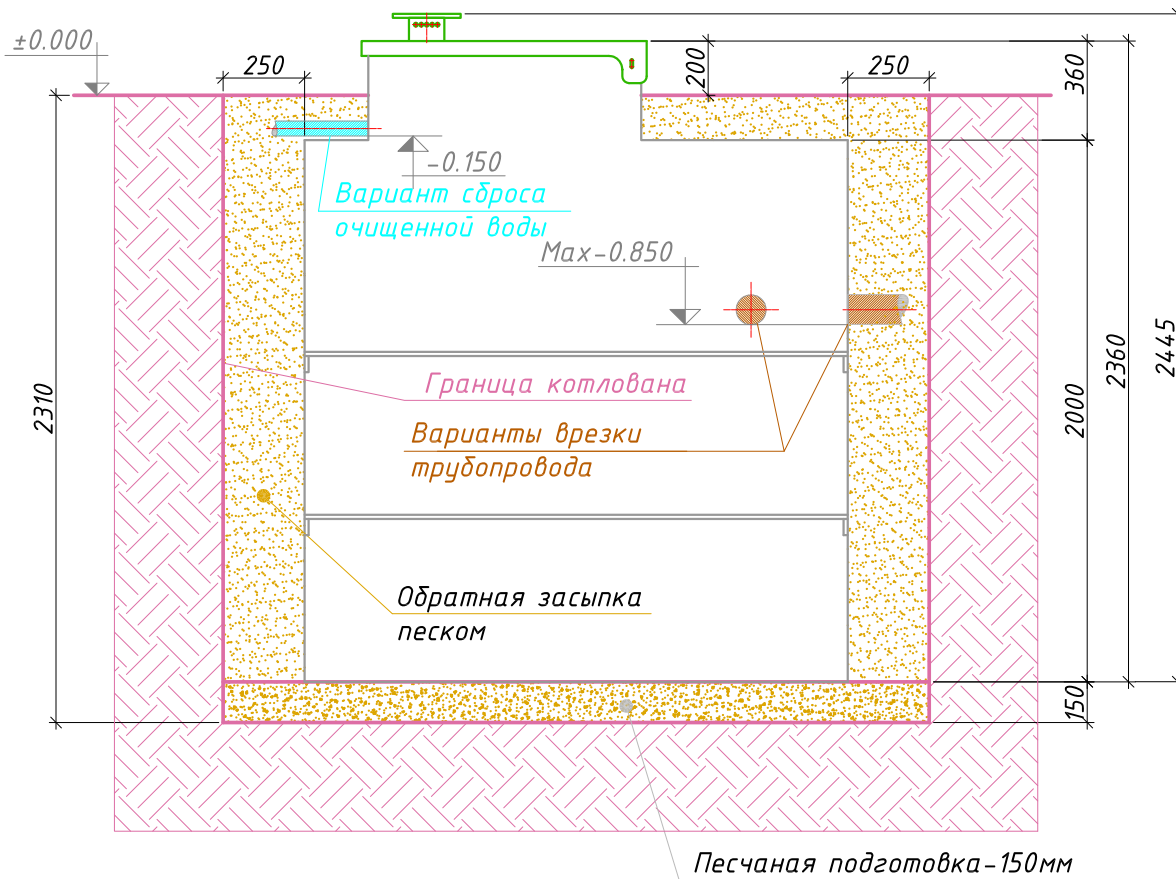 ±0.000
250
200
250
360
-0.150
Вариант сброса
очищенной воды
Max-0.850
2310
Граница котлована
Варианты врезки
трубопровода
2000
2360
2445
Обратная засыпка
песком
150
Песчаная подготовка-150мм